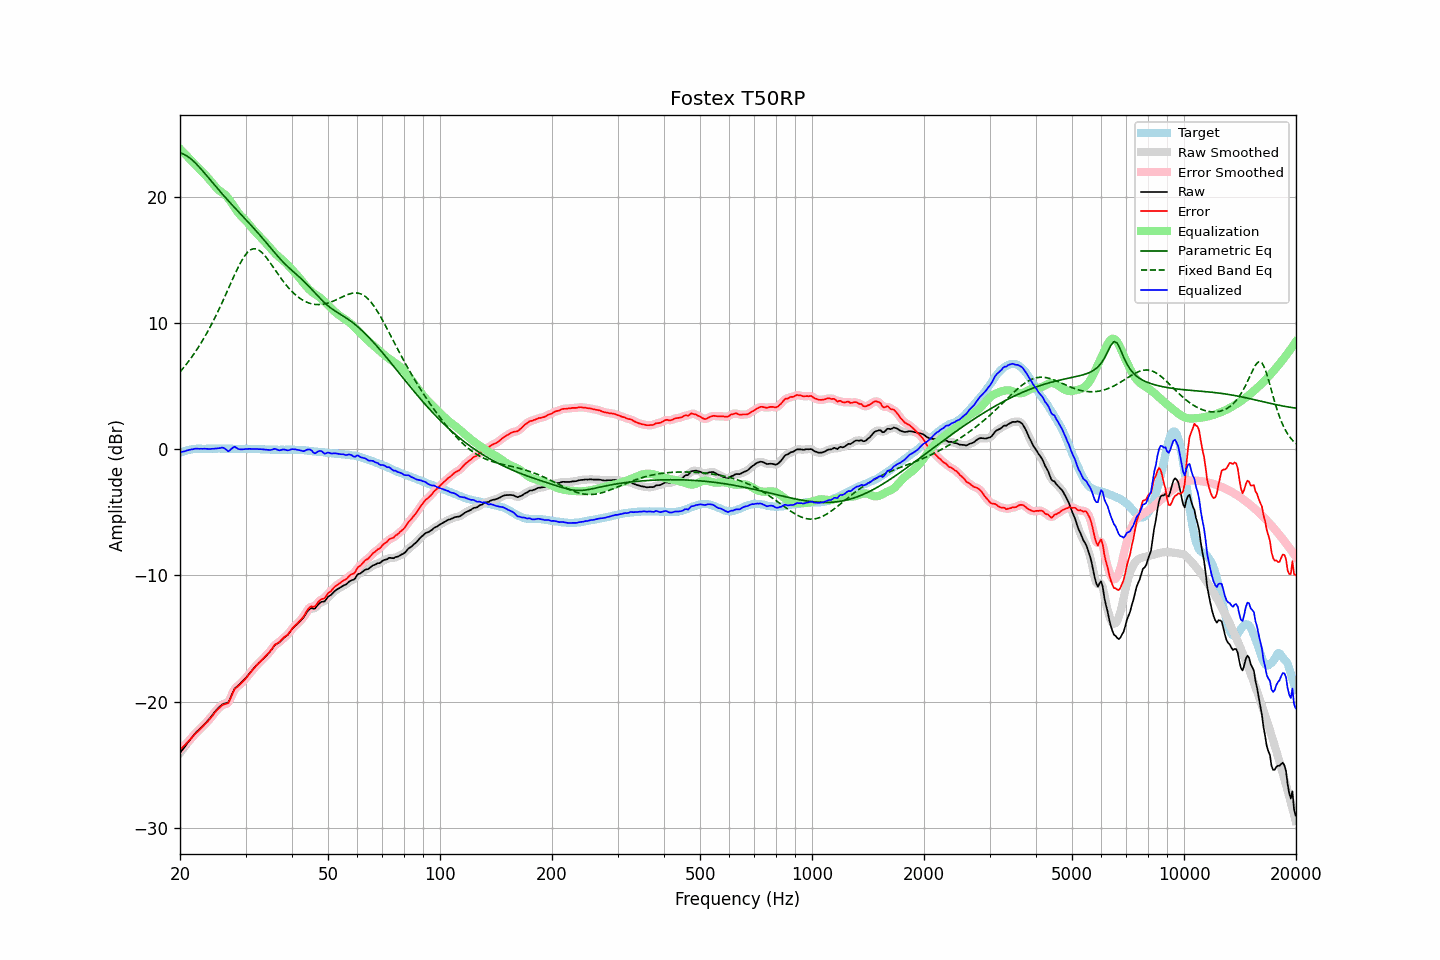 Fostex T50RP
Target
Raw Smoothed
Error Smoothed
Raw
Error
Equalization
Parametric Eq
Fixed Band Eq
Equalized
Amplitude (dBr)
20
10
0
−10
−20
−30
20 50 100 200 500 1000 2000 5000 10000 20000
Frequency (Hz)